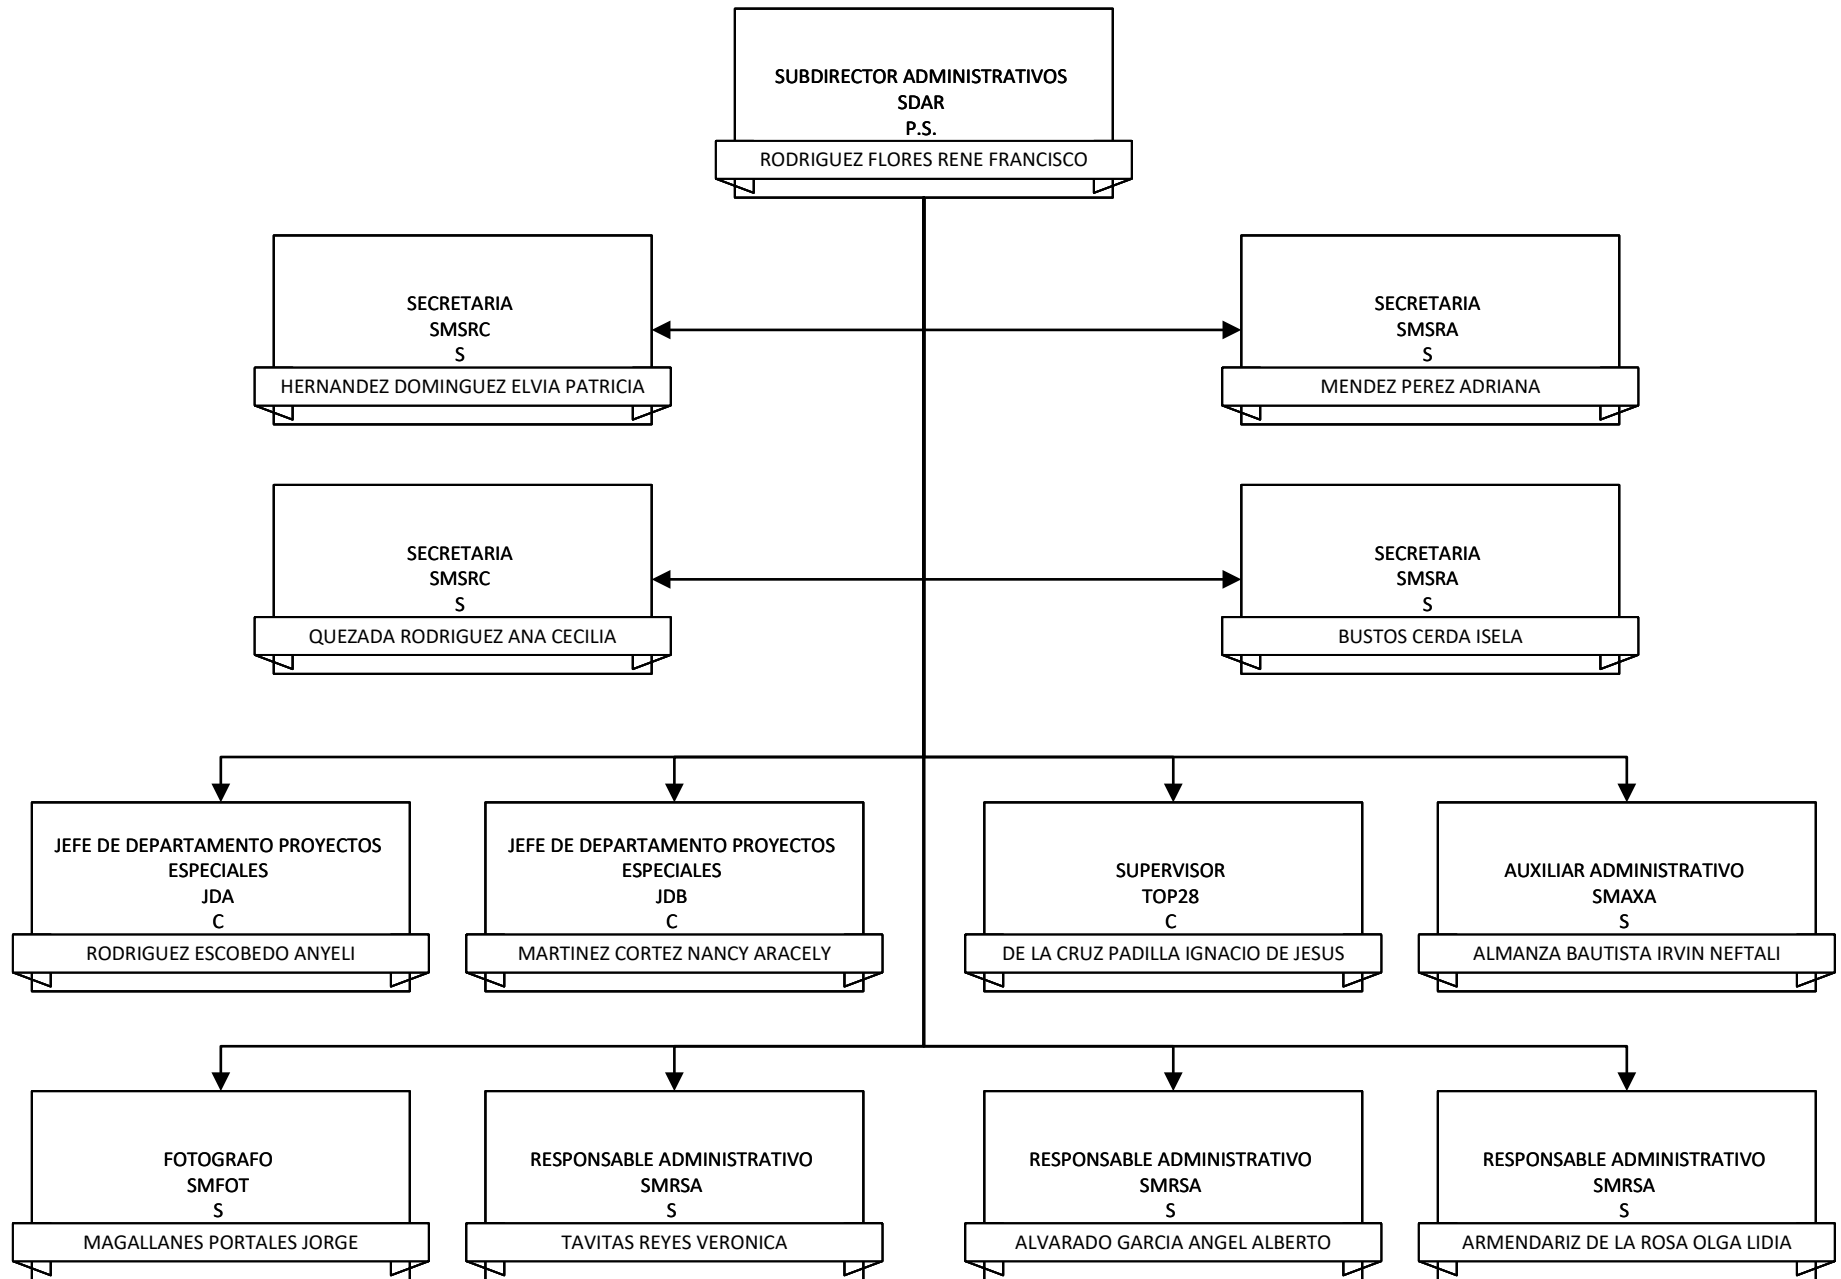 SUBDIRECTOR ADMINISTRATIVOS
SDAR
P.S.
RODRIGUEZ FLORES RENE FRANCISCO
SECRETARIA
SMSRC
S
HERNANDEZ DOMINGUEZ ELVIA PATRICIA
SECRETARIA
SMSRA
S
MENDEZ PEREZ ADRIANA
SECRETARIA
SMSRC
S
QUEZADA RODRIGUEZ ANA CECILIA
SECRETARIA
SMSRA
S
BUSTOS CERDA ISELA
JEFE DE DEPARTAMENTO PROYECTOS
ESPECIALES
JDA
C
RODRIGUEZ ESCOBEDO ANYELI
JEFE DE DEPARTAMENTO PROYECTOS
ESPECIALES
JDB
C
MARTINEZ CORTEZ NANCY ARACELY
SUPERVISOR
TOP28
C
DE LA CRUZ PADILLA IGNACIO DE JESUS
AUXILIAR ADMINISTRATIVO
SMAXA
S
ALMANZA BAUTISTA IRVIN NEFTALI
FOTOGRAFO
SMFOT
S
MAGALLANES PORTALES JORGE
RESPONSABLE ADMINISTRATIVO
SMRSA
S
TAVITAS REYES VERONICA
RESPONSABLE ADMINISTRATIVO
SMRSA
S
ALVARADO GARCIA ANGEL ALBERTO
RESPONSABLE ADMINISTRATIVO
SMRSA
S
ARMENDARIZ DE LA ROSA OLGA LIDIA